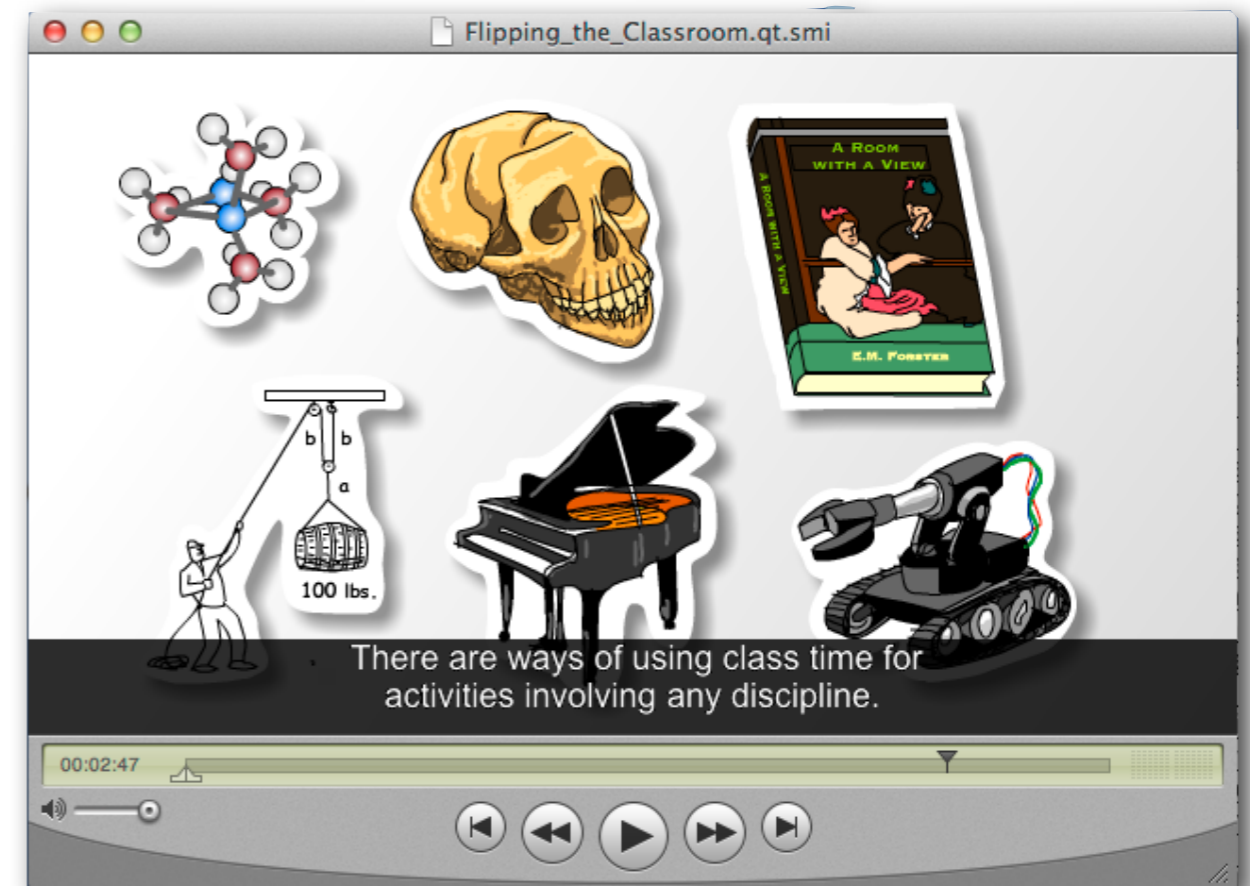 Flipping_the_Classroom.qt.smi
A ROOM
WITH A VIEW
A ROOM WITH A VIEW
E.M. FORSTER
b b
a
100 lbs.
There are ways of using class time for
activities involving any discipline.
00:02:47